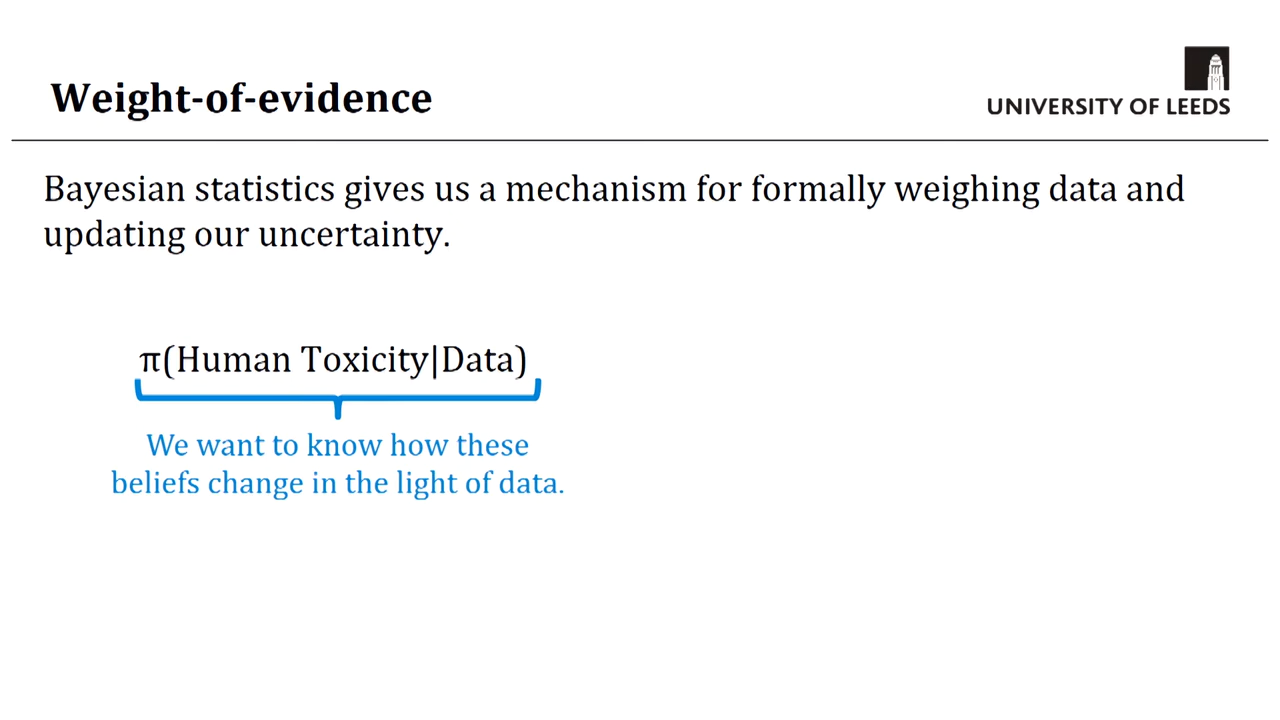 Weight-of-evidence
UNIVERSITY OF LEEDS
Bayesian statistics gives us a mechanism for formally weighing data and
updating our uncertainty.
π(Human Toxicity|Data)
We want to know how these
beliefs change in the light of data.